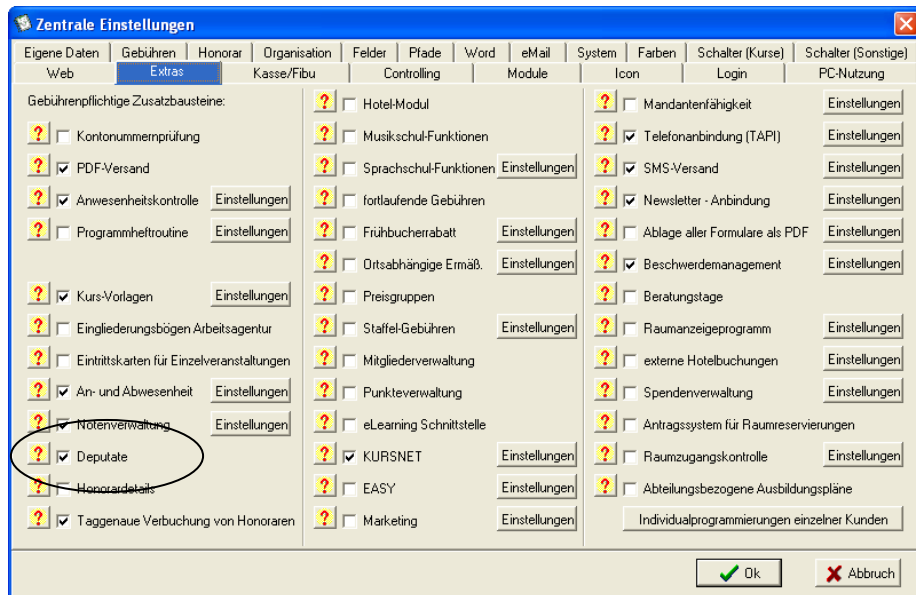 Zentrale Einstellungen
Eigene Daten Gebühren Honorar Organisation Felder Pfade Word eMail System Farben Schalter (Kurse) Schalter (Sonstige)
Web Extras Kasse/Fibu Controlling Module Icon Login PC-Nutzung
Gebührenpflichtige Zusatzbausteine:
? Kontonummernprüfung
? PDF-Versand
? Anwesenheitskontrolle Einstellungen
? Programmheftroutine Einstellungen
? Kurs-Vorlagen Einstellungen
? Eingliederungsbögen Arbeitsagentur
? Eintrittskarten für Einzelveranstaltungen
? An- und Abwesenheit Einstellungen
? Notenverwaltung Einstellungen
? Deputate
? Honorardetails
? Taggenaue Verbuchung von Honoraren
? Hotel-Modul
? Musikschul-Funktionen
? Sprachschul-Funktionen Einstellungen
? fortlaufende Gebühren
? Frühbucherrabatt Einstellungen
? Ortsabhängige Ermäß. Einstellungen
? Preisgruppen
? Staffel-Gebühren Einstellungen
? Mitgliederverwaltung
? Punkteverwaltung
? eLearning Schnittstelle
? KURSNET Einstellungen
? EASY Einstellungen
? Marketing Einstellungen
? Mandantenfähigkeit Einstellungen
? Telefonanbindung (TAPI) Einstellungen
? SMS-Versand Einstellungen
? Newsletter - Anbindung Einstellungen
? Ablage aller Formulare als PDF Einstellungen
? Beschwerdemanagement Einstellungen
? Beratungstage
? Raumanzeigeprogramm Einstellungen
? externe Hotelbuchungen Einstellungen
? Spendenverwaltung Einstellungen
? Antragssystem für Raumreservierungen
? Raumzugangskontrolle Einstellungen
? Abteilungsbezogene Ausbildungspläne
Individualprogrammierungen einzelner Kunden
Ok Abbruch